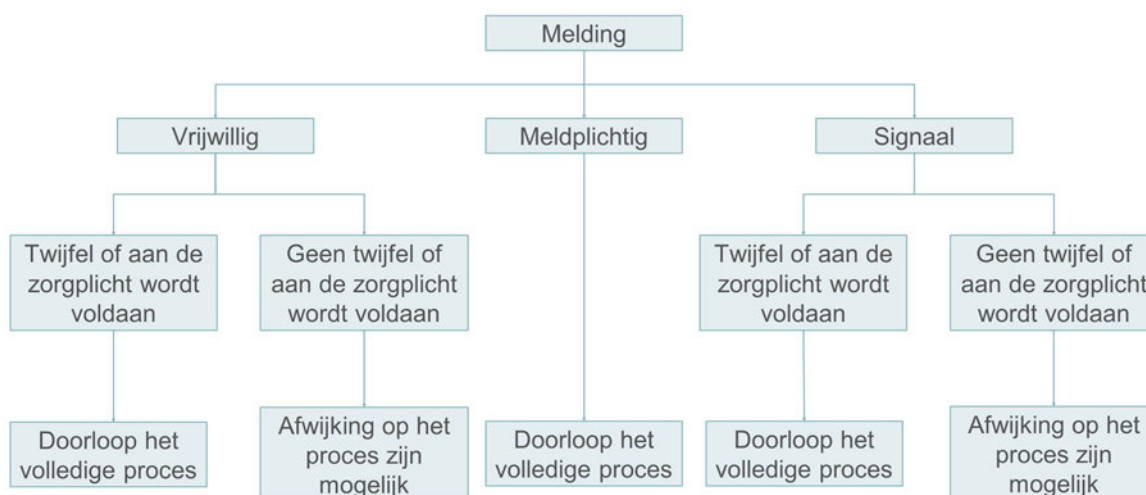 Melding
Vrijwillig
Meldplichtig
Signaal
Twijfel of aan de
zorgplicht wordt
voldaan
Geen twijfel of
aan de zorgplicht
wordt voldaan
Twijfel of aan de
zorgplicht wordt
voldaan
Geen twijfel of
aan de zorgplicht
wordt voldaan
Doorloop het
volledige proces
Afwijking op het
proces zijn
mogelijk
Doorloop het
volledige proces
Doorloop het
volledige proces
Afwijking op het
proces zijn
mogelijk